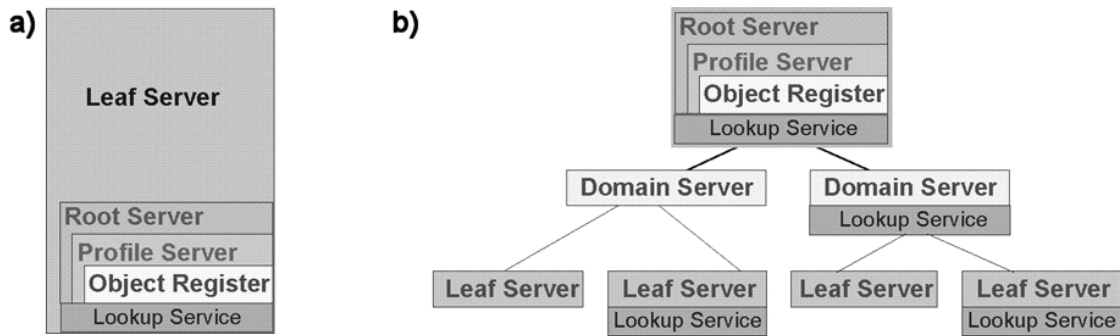 a)
Leaf Server
Root Server
Profile Server
Object Register
Lookup Service
b)
Root Server
Profile Server
Object Register
Lookup Service
Domain Server
Domain Server
Lookup Service
Leaf Server
Leaf Server
Lookup Service
Leaf Server
Leaf Server
Lookup Service